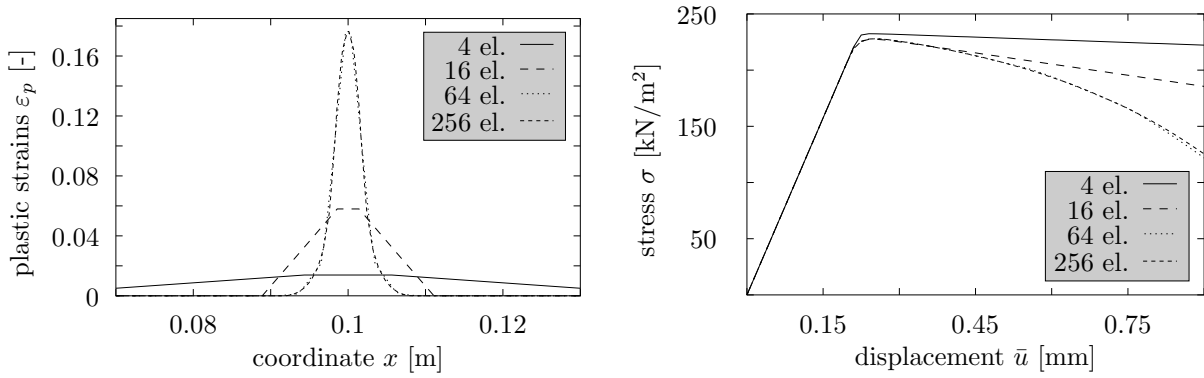 0.16
0.12
0.08
0.04
0
plastic strains εp [-]
4 el.
16 el.
64 el.
256 el.
0.08
0.1
0.12
coordinate x [m]
250
150
50
stress σ [kN/m²]
4 el.
16 el.
64 el.
256 el.
0.15
0.45
0.75
displacement ū [mm]